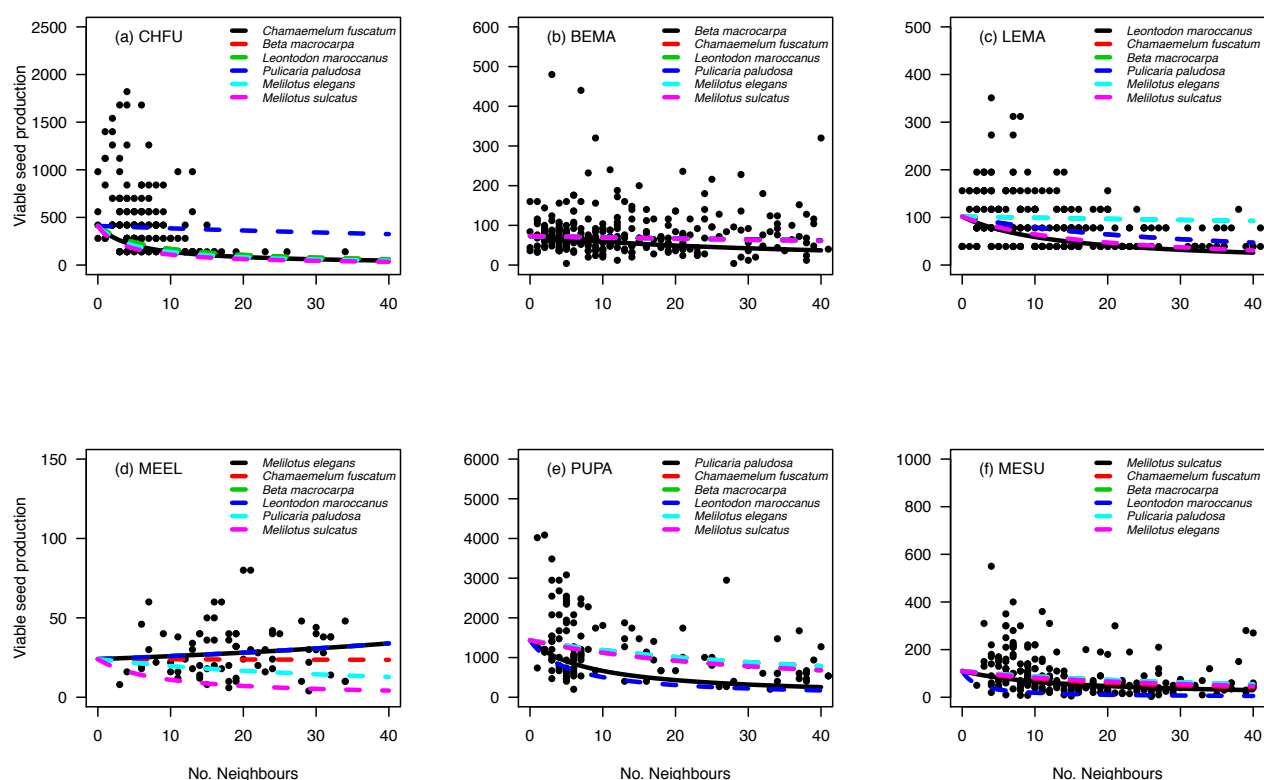 (a) CHFU
Chamaemelum fuscatum
Beta macrocarpa
Leontodon maroccanus
Pulicaria paludosa
Melilotus elegans
Melilotus sulcatus
Viable seed production
2500
2000
1500
1000
500
0
0 10 20 30 40
(b) BEMA
Beta macrocarpa
Chamaemelum fuscatum
Leontodon maroccanus
Pulicaria paludosa
Melilotus elegans
Melilotus sulcatus
600
500
400
300
200
100
0
0 10 20 30 40
(c) LEMA
Leontodon maroccanus
Chamaemelum fuscatum
Beta macrocarpa
Pulicaria paludosa
Melilotus elegans
Melilotus sulcatus
500
400
300
200
100
0
0 10 20 30 40
(d) MEEL
Melilotus elegans
Chamaemelum fuscatum
Beta macrocarpa
Leontodon maroccanus
Pulicaria paludosa
Melilotus sulcatus
Viable seed production
150
100
50
0
0 10 20 30 40
No. Neighbours
(e) PUPA
Pulicaria paludosa
Chamaemelum fuscatum
Beta macrocarpa
Leontodon maroccanus
Melilotus elegans
Melilotus sulcatus
6000
5000
4000
3000
2000
1000
0
0 10 20 30 40
No. Neighbours
(f) MESU
Melilotus sulcatus
Chamaemelum fuscatum
Beta macrocarpa
Leontodon maroccanus
Pulicaria paludosa
Melilotus elegans
1000
800
600
400
200
0
0 10 20 30 40
No. Neighbours